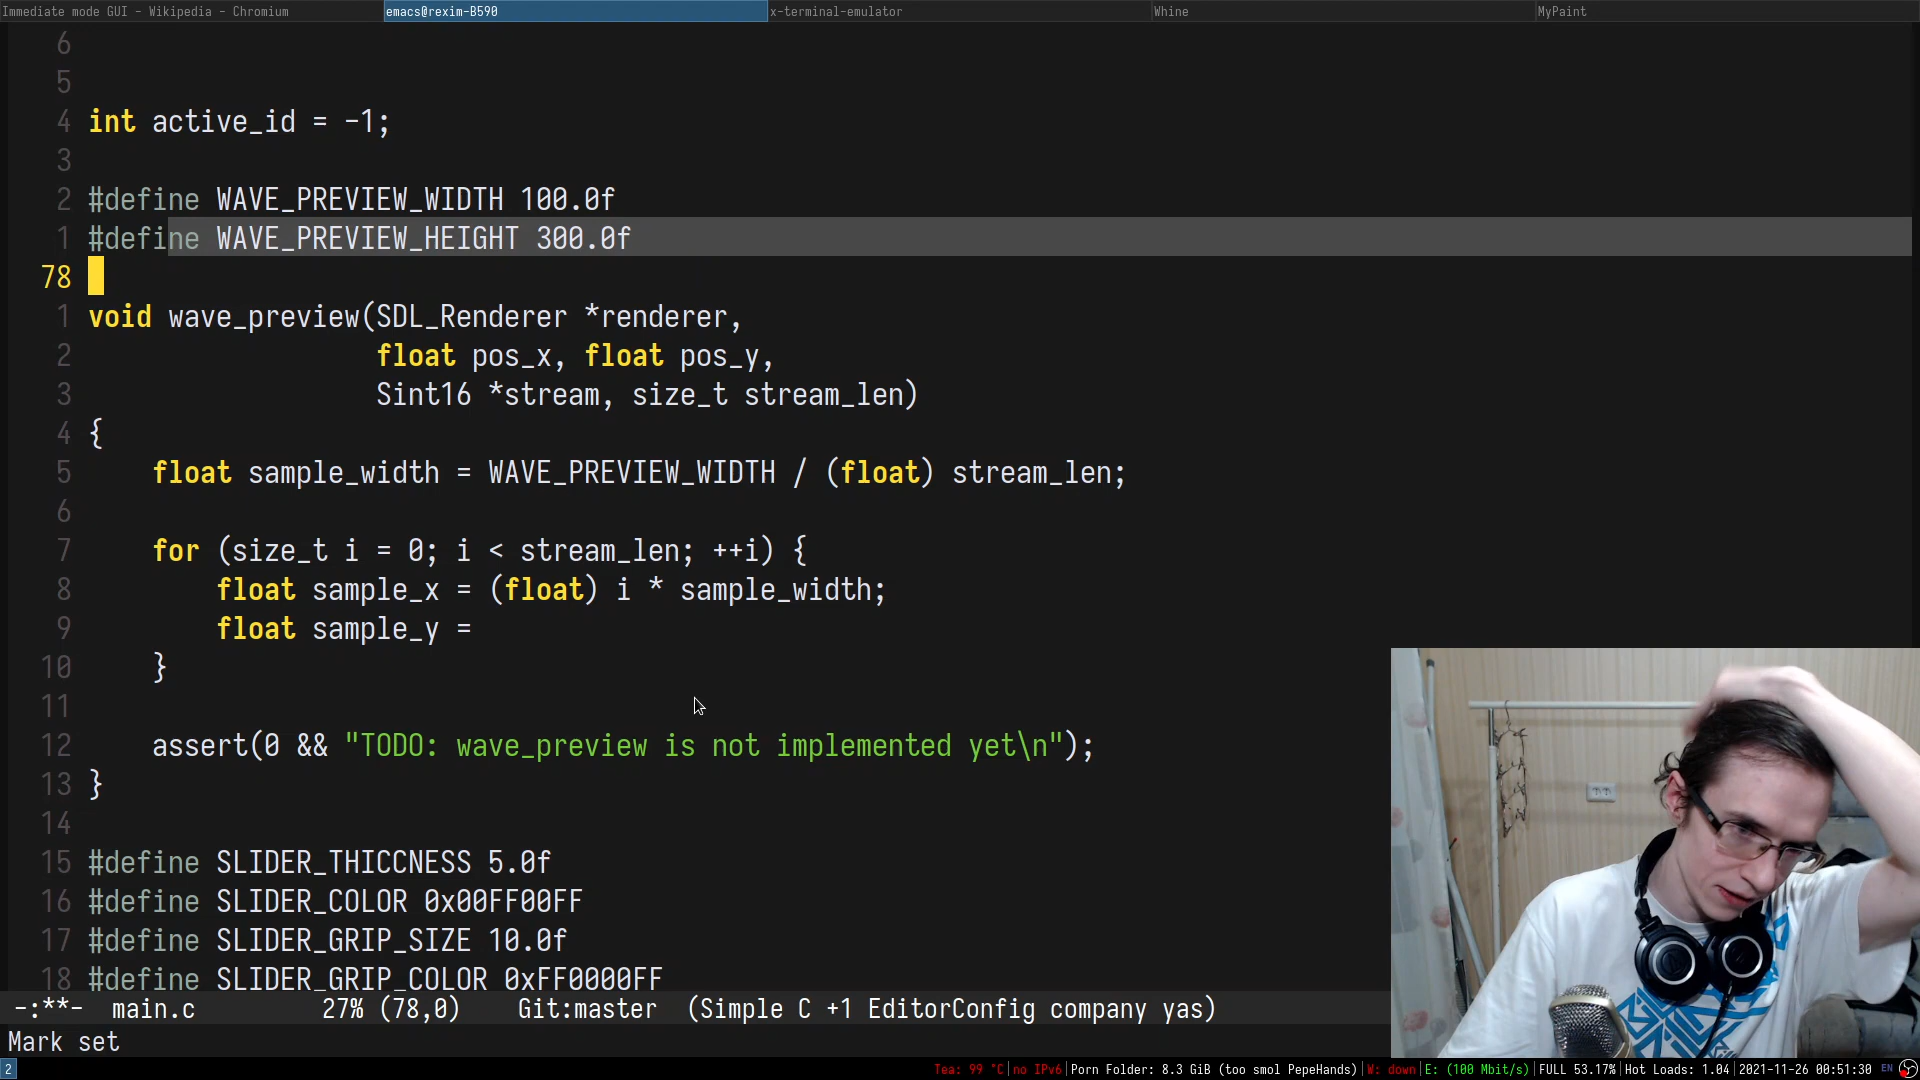 Immediate mode GUI - Wikipedia - Chromium emacs@rexim-B590 x-terminal-emulator Whine MyPaint
6
5
4 int active_id = -1;
3
2 #define WAVE_PREVIEW_WIDTH 100.0f
1 #define WAVE_PREVIEW_HEIGHT 300.0f
78
1 void wave_preview(SDL_Renderer *renderer,
2 float pos_x, float pos_y,
3 Sint16 *stream, size_t stream_len)
4 {
5 float sample_width = WAVE_PREVIEW_WIDTH / (float) stream_len;
6
7 for (size_t i = 0; i < stream_len; ++i) {
8 float sample_x = (float) i * sample_width;
9 float sample_y =
10 }
11
12 assert(0 && "TODO: wave_preview is not implemented yet\n");
13 }
14
15 #define SLIDER_THICCNESS 5.0f
16 #define SLIDER_COLOR 0x00FF00FF
17 #define SLIDER_GRIP_SIZE 10.0f
18 #define SLIDER_GRIP_COLOR 0xFF0000FF
-:**- main.c 27% (78,0) Git:master (Simple C +1 EditorConfig company yas)
Mark set
2 Tea: 99 °C|no IPv6|Porn Folder: 8.3 GiB (too smol PepeHands)|W: down|E: (100 Mbit/s)|FULL 53.17%|Hot Loads: 1.04|2021-11-26 00:51:30 EN